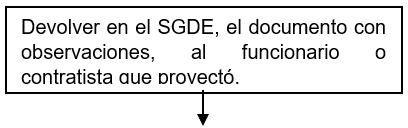 Devolver en el SGDE, el documento con
observaciones, al funcionario o
contratista que proyectó.